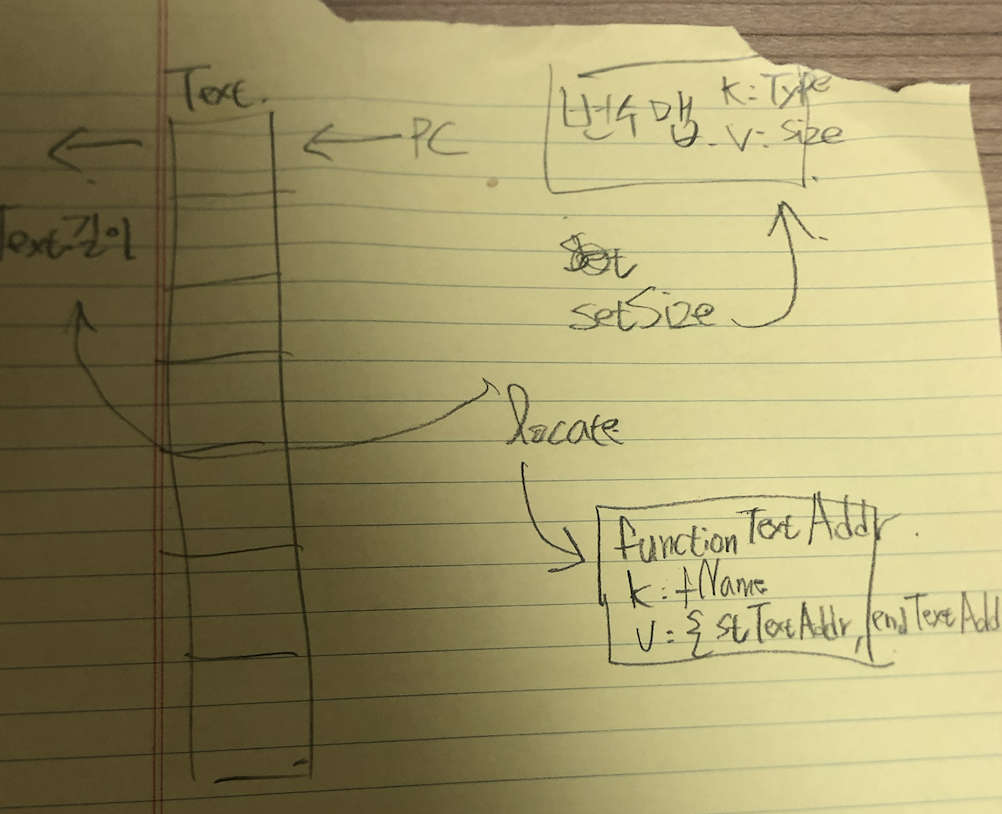 Text.
PC
Text길이
변수맵.
k:Type
V:Size
setSize
locate
functionTextAddr.
k:fName
V:{stTextAddr, endTextAdd